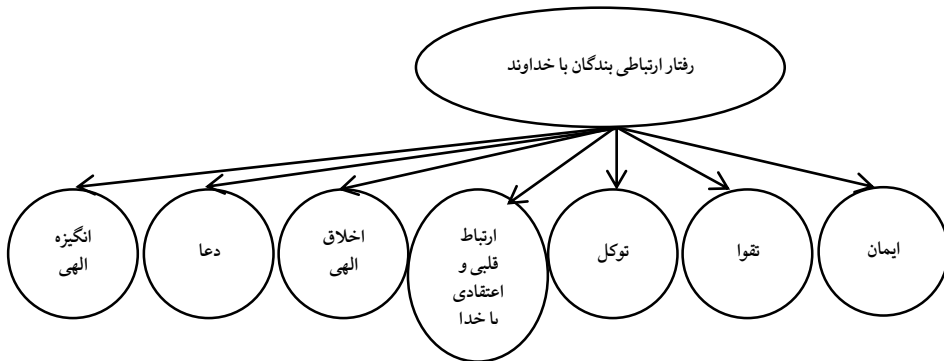 رفتار ارتباطی بندگان با خداوند
ایمان
تقوا
توکل
ارتباط
قلبی و
اعتقادی
با خدا
اخلاق
الهی
دعا
انگیزه
الهی